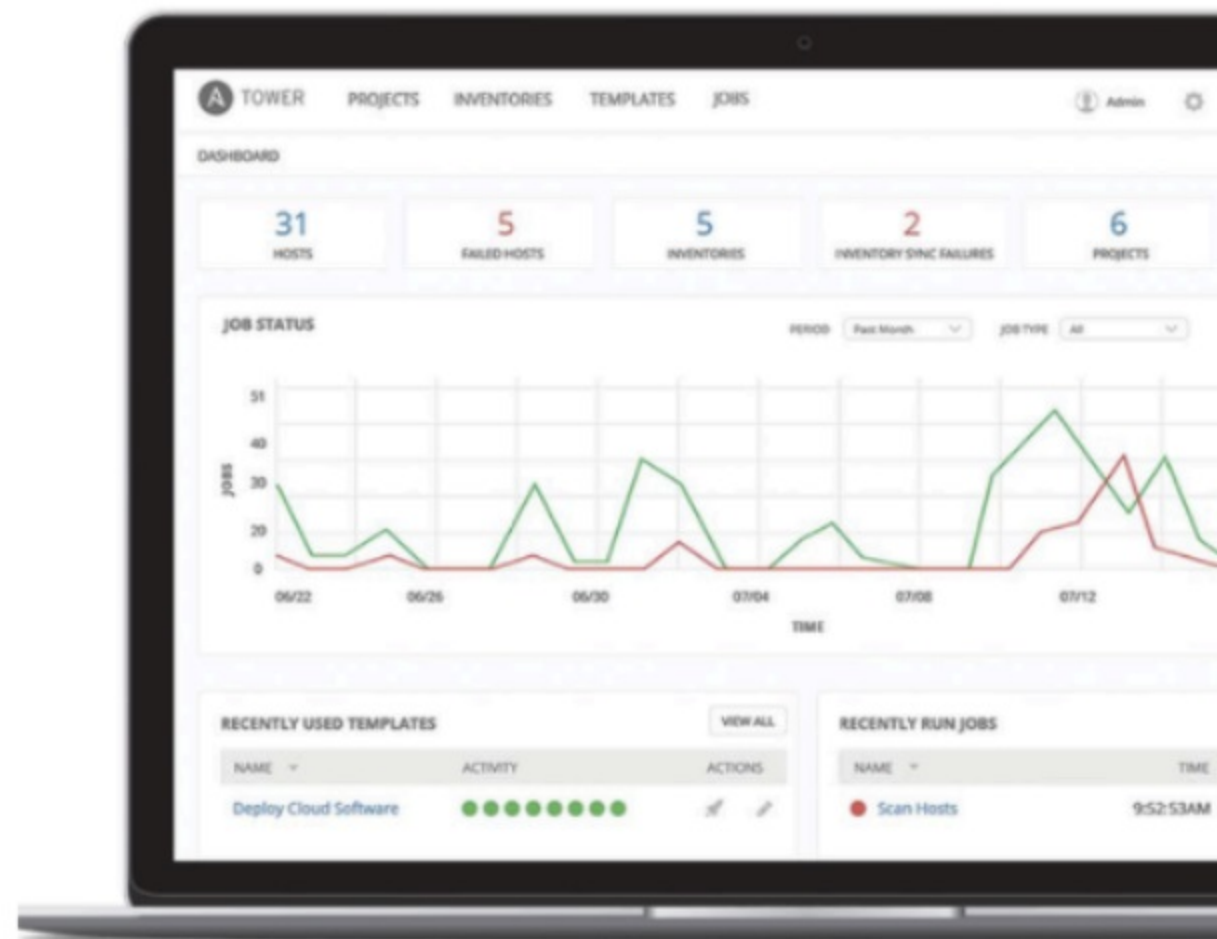 A TOWER PROJECTS INVENTORIES TEMPLATES JOBS Admin
DASHBOARD
31 5 5 2 6
HOSTS FAILED HOSTS INVENTORIES INVENTORY SYNC FAILURES PROJECTS
JOB STATUS PERIOD Past Month JOB TYPE All
51
40
30
20
0
JOBS
06/22 06/26 06/30 07/04 07/08 07/12
TIME
RECENTLY USED TEMPLATES VIEW ALL RECENTLY RUN JOBS
NAME ACTIVITY ACTIONS NAME TIME
Deploy Cloud Software Scan Hosts 9:52:53AM